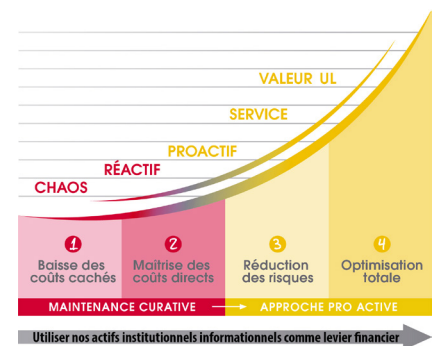 VALEUR UL
SERVICE
PROACTIF
RÉACTIF
CHAOS
1
2
3
4
Baisse des
coûts cachés
Maîtrise des
coûts directs
Réduction
des risques
Optimisation
totale
MAINTENANCE CURATIVE
APPROCHE PRO ACTIVE
Utiliser nos actifs institutionnels informationnels comme levier financier